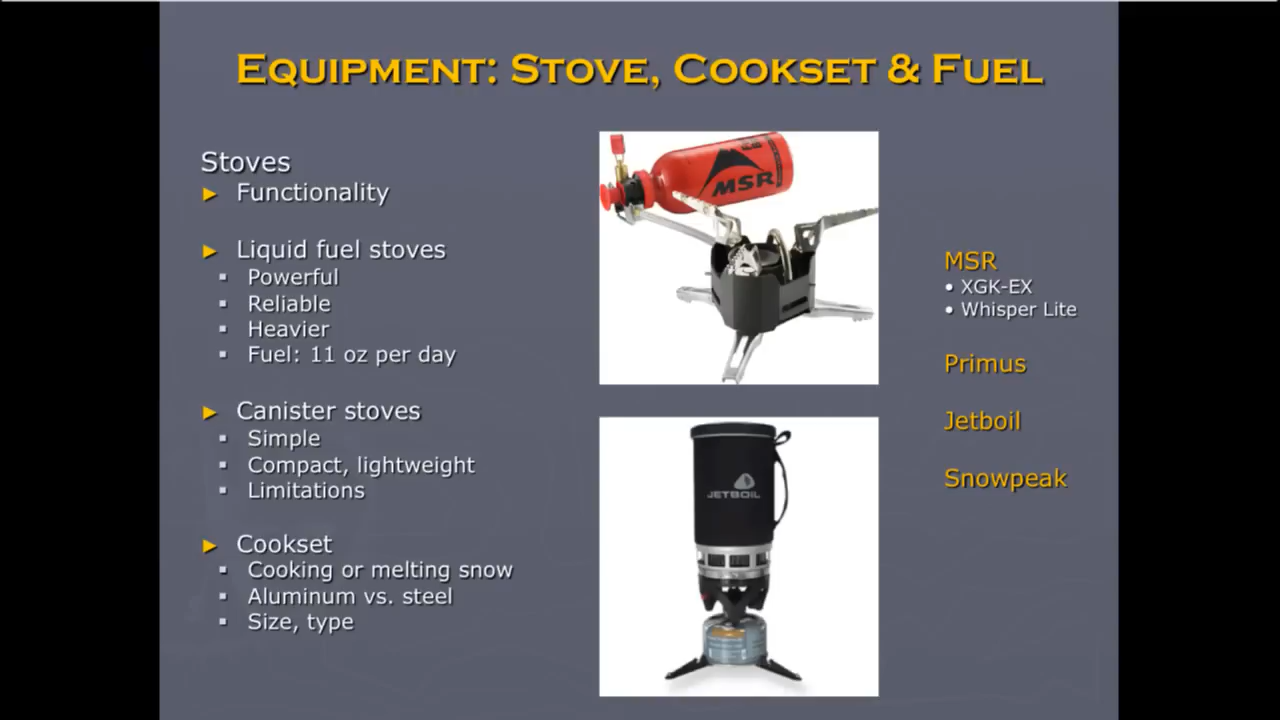 Equipment: Stove, Cookset & Fuel
Stoves
► Functionality
► Liquid fuel stoves
▪ Powerful
▪ Reliable
▪ Heavier
▪ Fuel: 11 oz per day
► Canister stoves
▪ Simple
▪ Compact, lightweight
▪ Limitations
► Cookset
▪ Cooking or melting snow
▪ Aluminum vs. steel
▪ Size, type
MSR
JETBOIL
MSR
• XGK-EX
• Whisper Lite
Primus
Jetboil
Snowpeak